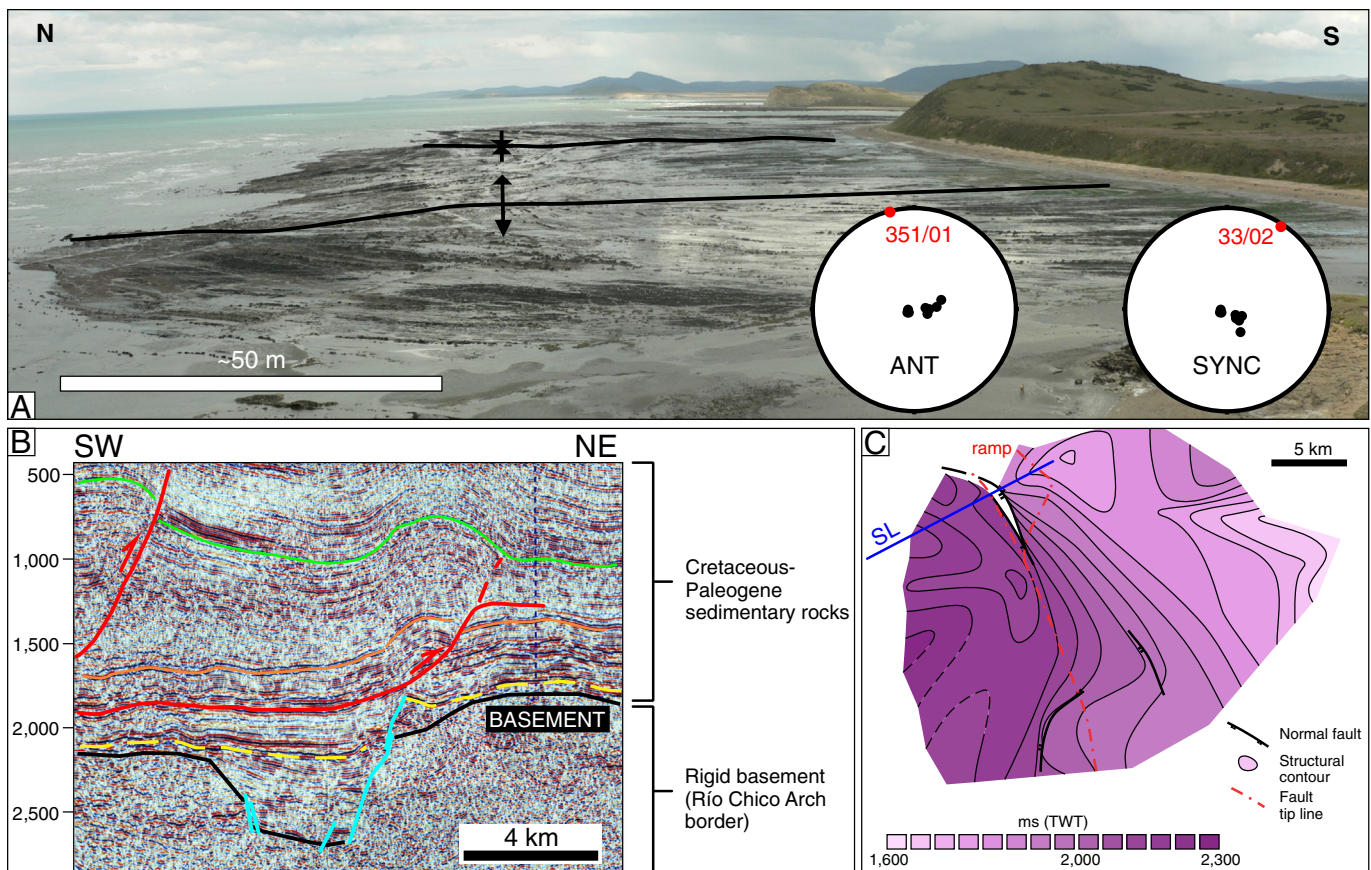 N
S
351/01
33/02
ANT
SYNC
~50 m
A
B
SW
NE
500
1,000
1,500
2,000
2,500
BASEMENT
4 km
Cretaceous-
Paleogene
sedimentary rocks
Rigid basement
(Río Chico Arch
border)
C
ramp
5 km
SL
Normal fault
Structural
contour
Fault
tip line
ms (TWT)
1,600
2,000
2,300